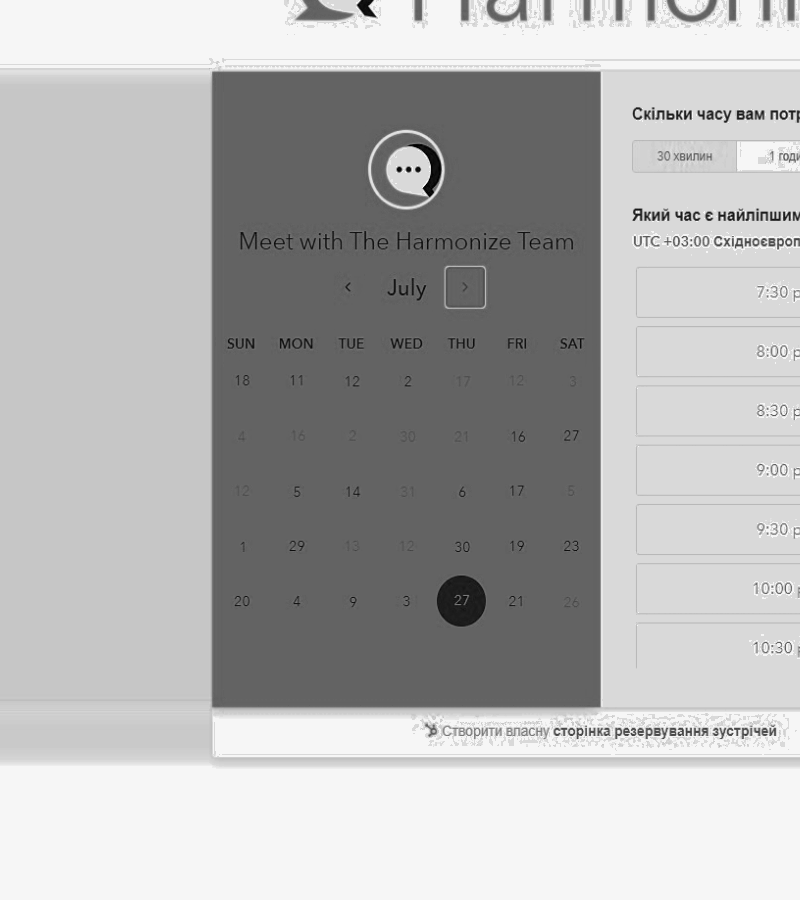 Harmoni
Meet with The Harmonize Team
July
SUN MON TUE WED THU FRI SAT
18 11 12 2 17 12 3
4 16 2 30 21 16 27
12 5 14 31 6 17 5
1 29 13 12 30 19 23
20 4 9 3 27 21 26
Скільки часу вам потр
30 хвилин 1 годи
Який час є найліпшим
UTC +03:00 Східноєвроп
7:30 р
8:00 р
8:30 р
9:00 р
9:30 р
10:00 р
10:30 р
Створити власну сторінка резервування зустрічей